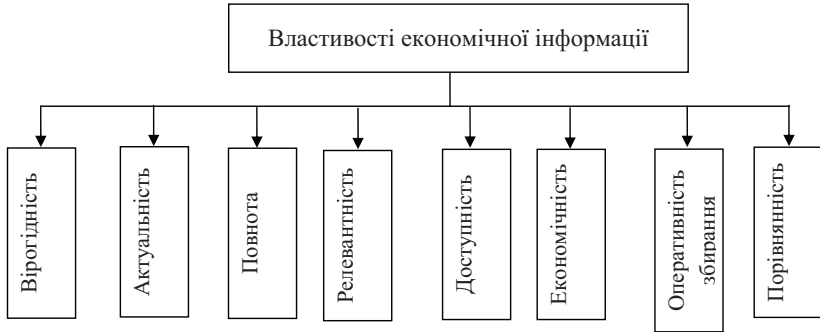 Властивості економічної інформації
Вірогідність
Актуальність
Повнота
Релевантність
Доступність
Економічність
Оперативність
збирання
Порівнянність